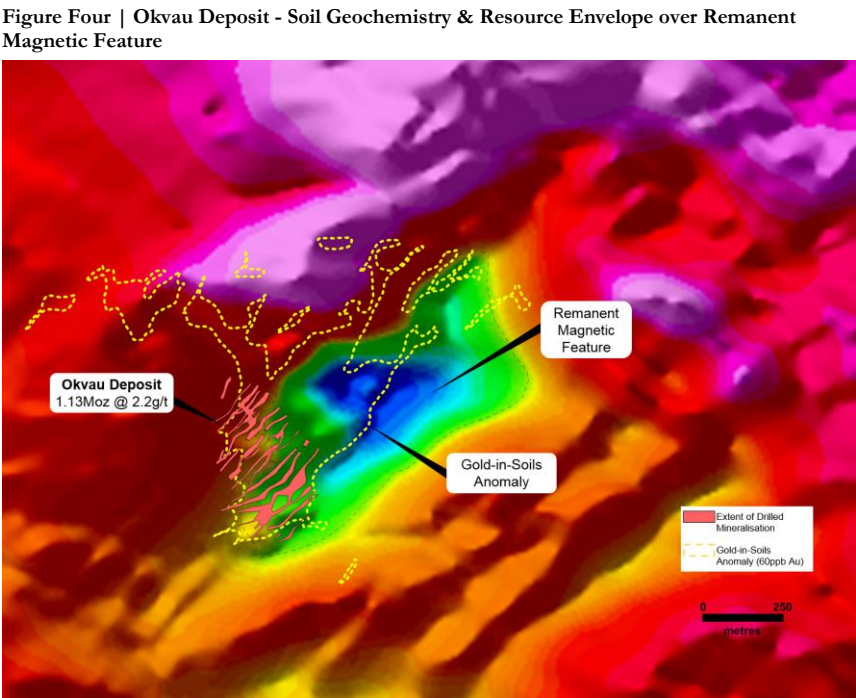 Figure Four | Okvau Deposit - Soil Geochemistry & Resource Envelope over Remanent
Magnetic Feature
Remanent
Magnetic
Feature
Okvau Deposit
1.13Moz @ 2.2g/t
Gold-in-Soils
Anomaly
Extent of Drilled
Mineralisation
Gold-in-Soils
Anomaly (60ppb Au)
0 250
metres